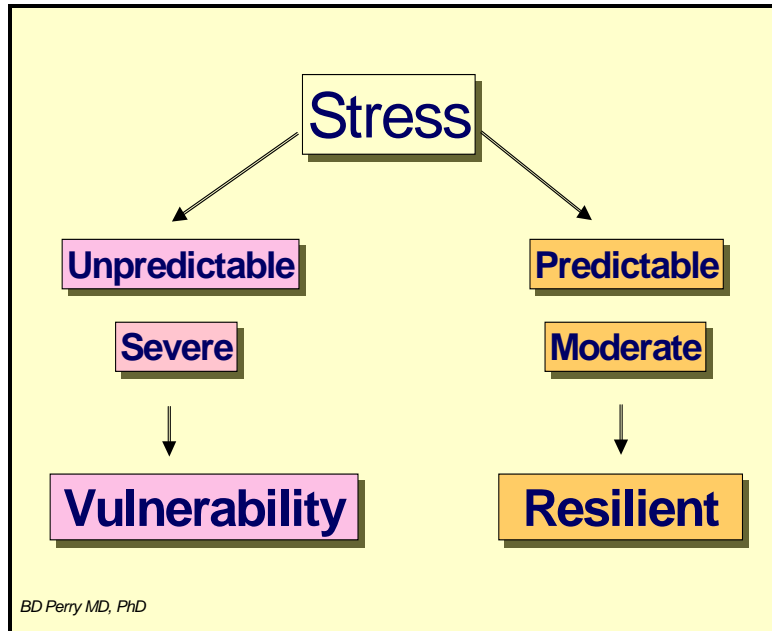 Stress
Unpredictable
Predictable
Severe
Moderate
Vulnerability
Resilient
BD Perry MD, PhD